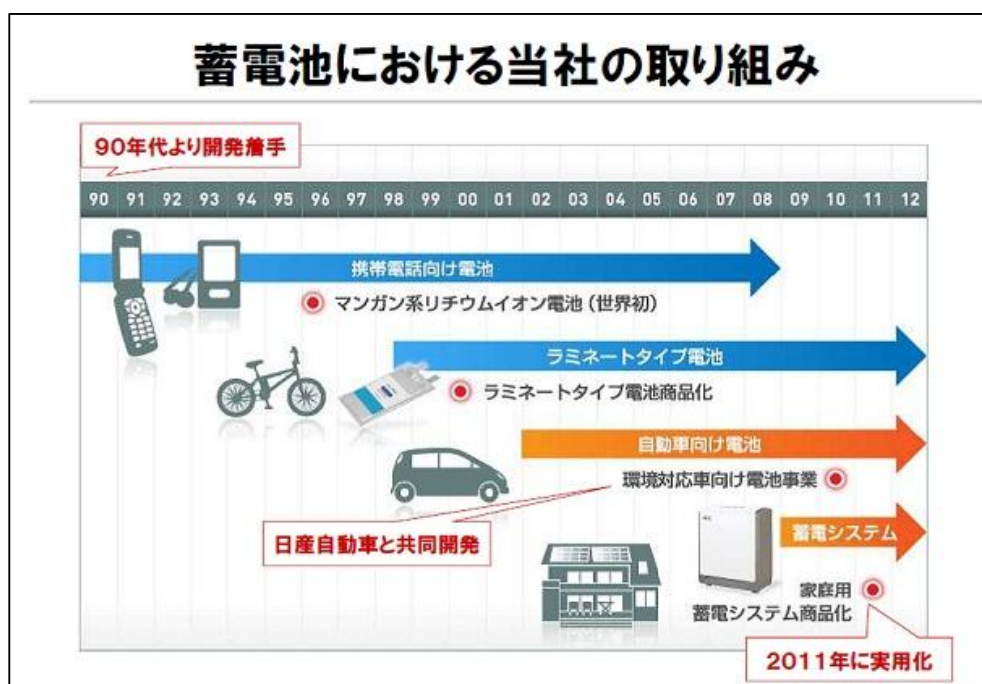 蓄電池における当社の取り組み
90年代より開発着手
90 91 92 93 94 95 96 97 98 99 00 01 02 03 04 05 06 07 08 09 10 11 12
携帯電話向け電池
マンガン系リチウムイオン電池（世界初）
ラミネートタイプ電池
ラミネートタイプ電池商品化
自動車向け電池
環境対応車向け電池事業
日産自動車と共同開発
蓄電システム
家庭用
蓄電システム商品化
2011年に実用化